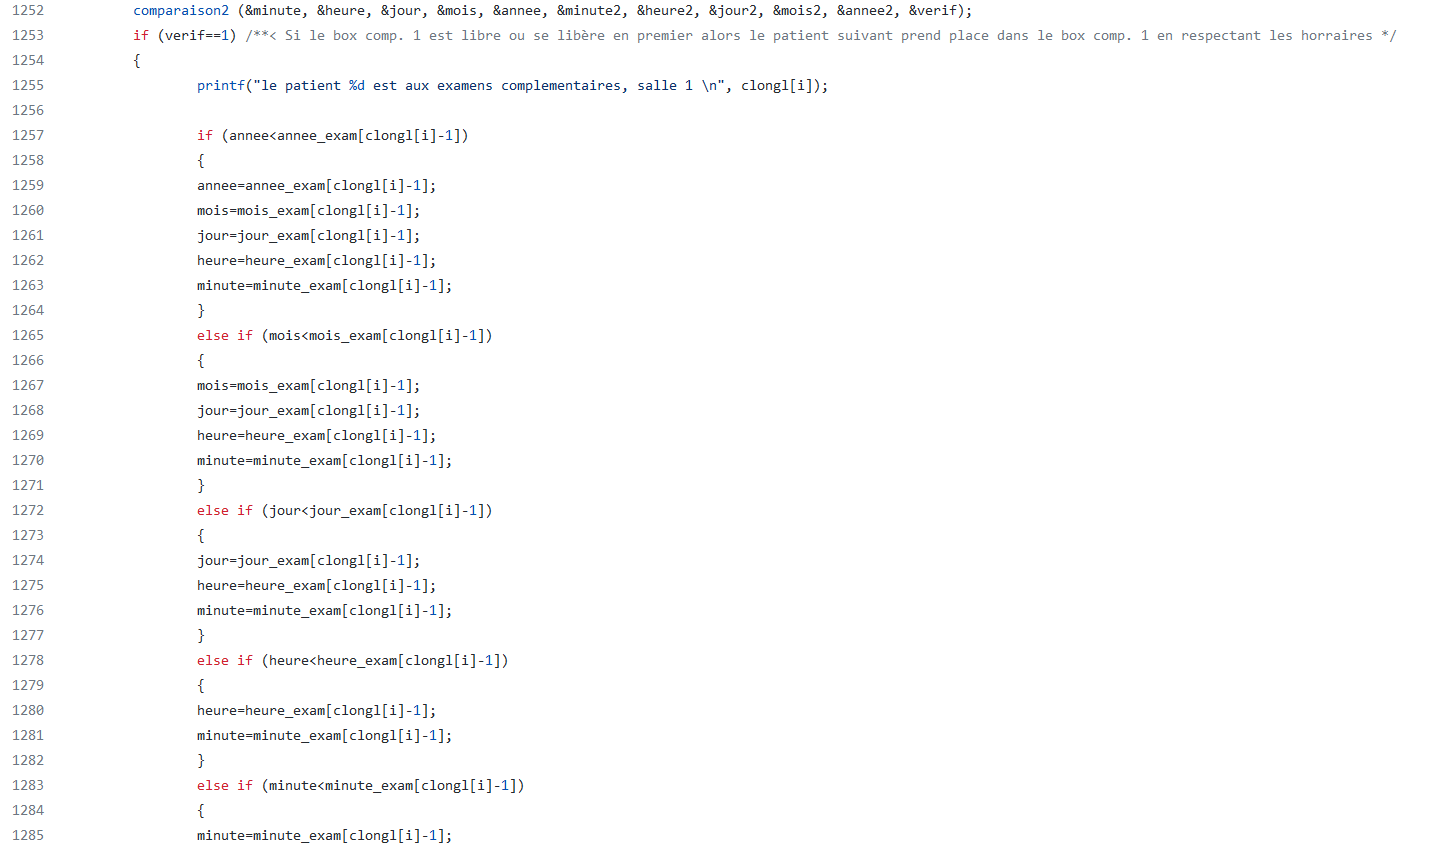 1252 comparaison2 (&minute, &heure, &jour, &mois, &annee, &minute2, &heure2, &jour2, &mois2, &annee2, &verif);
1253 if (verif==1) /**< Si le box comp. 1 est libre ou se libère en premier alors le patient suivant prend place dans le box comp. 1 en respectant les horraires */
1254 {
1255 printf("le patient %d est aux examens complementaires, salle 1 \n", clongl[i]);
1256
1257 if (annee<annee_exam[clongl[i]-1])
1258 {
1259 annee=annee_exam[clongl[i]-1];
1260 mois=mois_exam[clongl[i]-1];
1261 jour=jour_exam[clongl[i]-1];
1262 heure=heure_exam[clongl[i]-1];
1263 minute=minute_exam[clongl[i]-1];
1264 }
1265 else if (mois<mois_exam[clongl[i]-1])
1266 {
1267 mois=mois_exam[clongl[i]-1];
1268 jour=jour_exam[clongl[i]-1];
1269 heure=heure_exam[clongl[i]-1];
1270 minute=minute_exam[clongl[i]-1];
1271 }
1272 else if (jour<jour_exam[clongl[i]-1])
1273 {
1274 jour=jour_exam[clongl[i]-1];
1275 heure=heure_exam[clongl[i]-1];
1276 minute=minute_exam[clongl[i]-1];
1277 }
1278 else if (heure<heure_exam[clongl[i]-1])
1279 {
1280 heure=heure_exam[clongl[i]-1];
1281 minute=minute_exam[clongl[i]-1];
1282 }
1283 else if (minute<minute_exam[clongl[i]-1])
1284 {
1285 minute=minute_exam[clongl[i]-1];